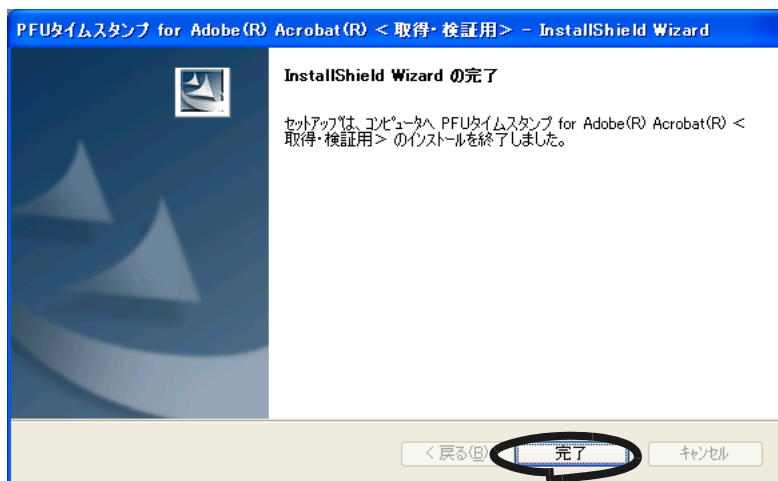 PFUタイムスタンプ for Adobe(R) Acrobat(R) < 取得・検証用> - InstallShield Wizard
InstallShield Wizard の完了
セットアップは、コンピュータへ PFUタイムスタンプ for Adobe(R) Acrobat(R) <
取得・検証用> のインストールを終了しました。
< 戻る(B)
完了
キャンセル